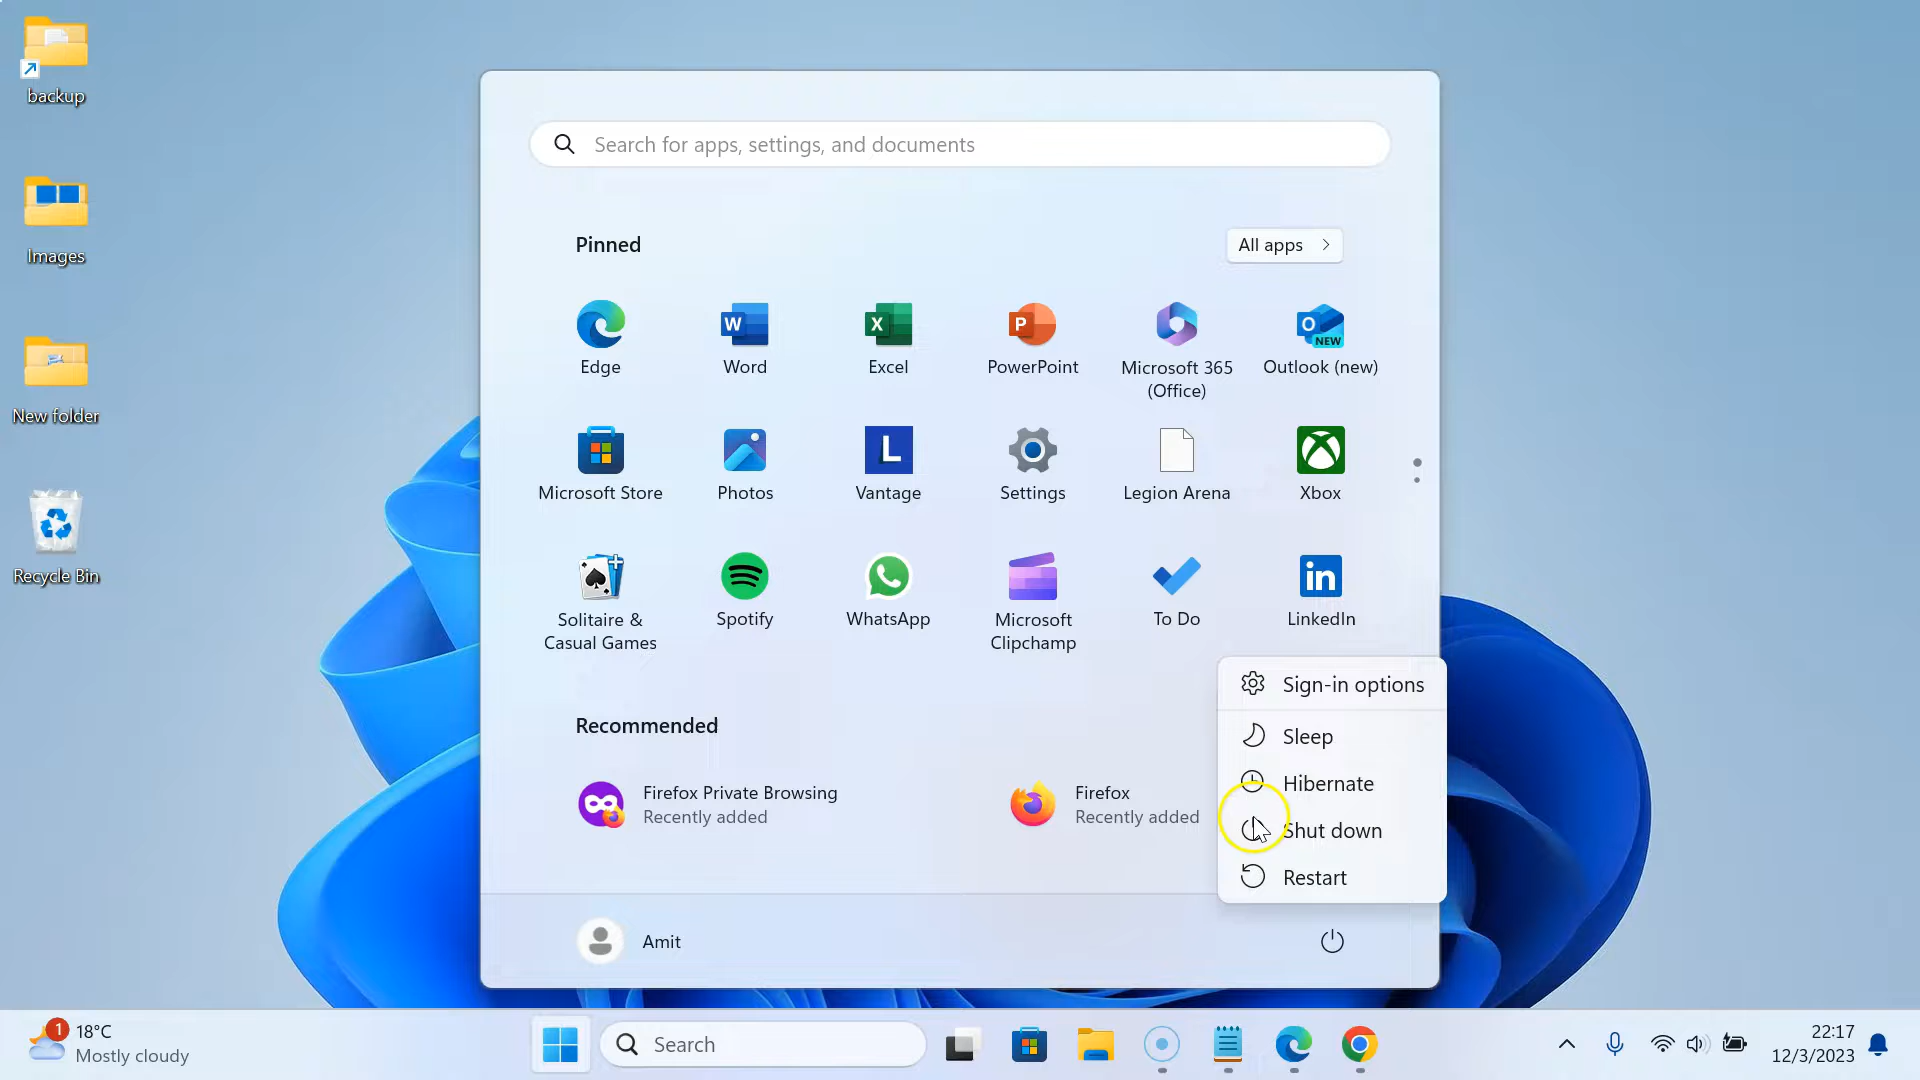 backup
Images
New folder
Recycle Bin
Search for apps, settings, and documents
Pinned
All apps
Edge
Word
Excel
PowerPoint
Microsoft 365
(Office)
Outlook (new)
NEW
Microsoft Store
Photos
Vantage
Settings
Legion Arena
Xbox
Solitaire &
Casual Games
Spotify
WhatsApp
Microsoft
Clipchamp
To Do
LinkedIn
Sign-in options
Sleep
Hibernate
Shut down
Restart
Recommended
Firefox Private Browsing
Recently added
Firefox
Recently added
Amit
1
18°C
Mostly cloudy
Search
22:17
12/3/2023